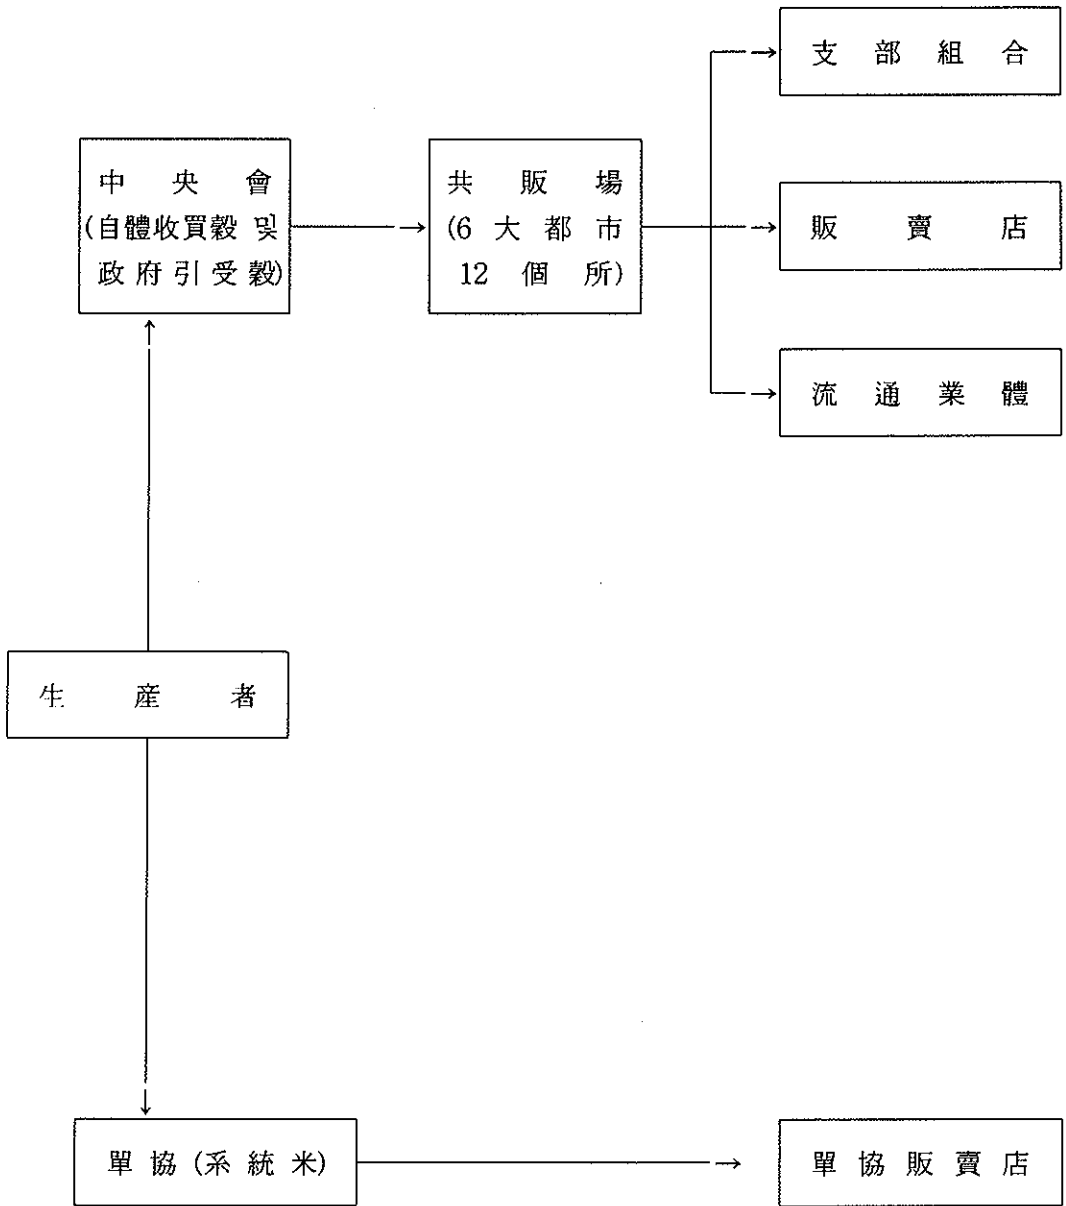 支部組合
中央會
(自體收買穀 및
政府引受穀)
共販場
(6大都市
12個所)
販賣店
流通業體
生産者
單協(系統米)
單協販賣店